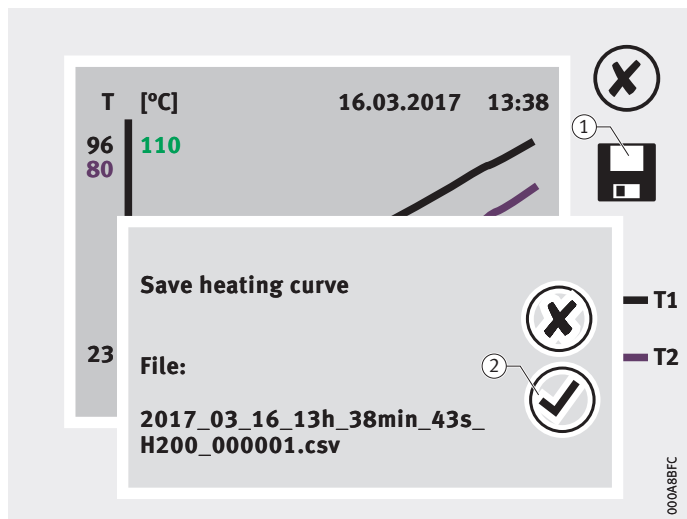 T [ºC] 16.03.2017 13:38
1
96 110
80
Save heating curve
T1
23
T2
File:
2
2017_03_16_13h_38min_43s_
H200_000001.csv
000A8BFC